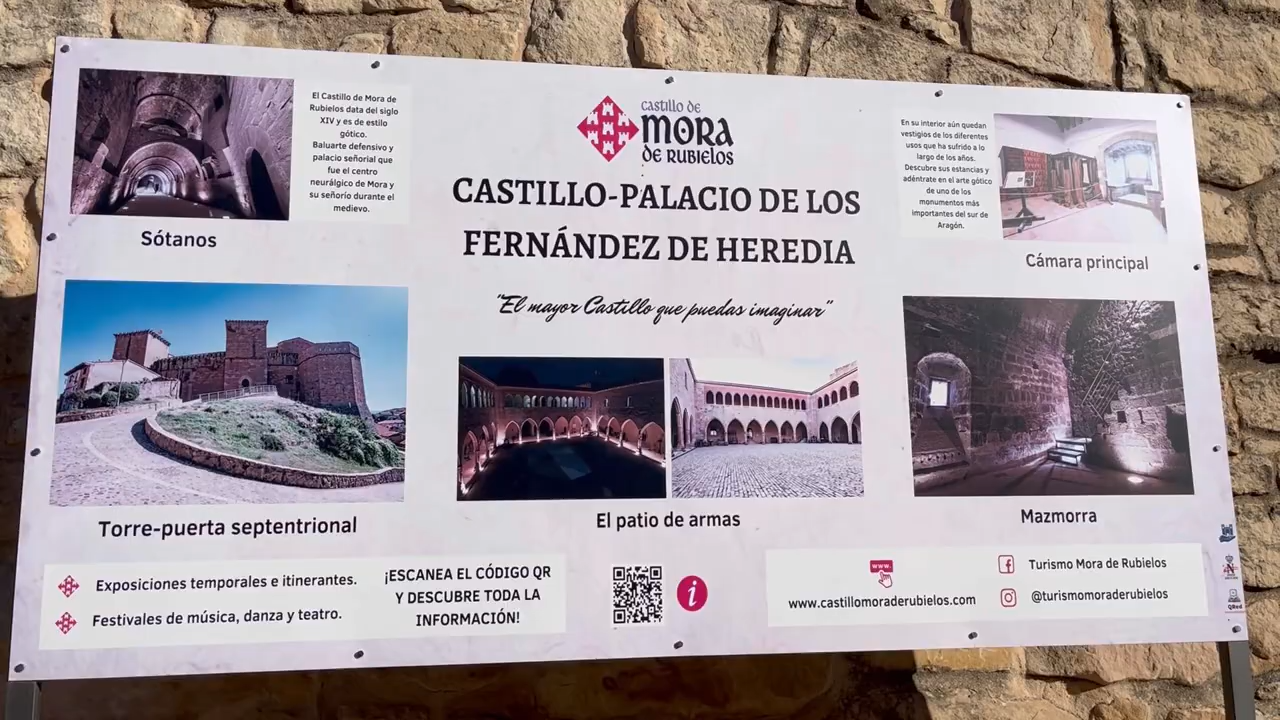 El Castillo de Mora de
Rubielos data del siglo
XIV y es de estilo
gótico.
Baluarte defensivo y
palacio señorial que
fue el centro
neurálgico de Mora y
su señorío durante el
medievo.
Sótanos
castillo de
MORA
DE RUBIELOS
CASTILLO-PALACIO DE LOS
FERNÁNDEZ DE HEREDIA
"El mayor Castillo que puedas imaginar"
En su interior aún quedan
vestigios de los diferentes
usos que ha sufrido a lo
largo de los años.
Descubre sus estancias y
adéntrate en el arte gótico
de uno de los
monumentos más
importantes del sur de
Aragón.
Cámara principal
Torre-puerta septentrional
El patio de armas
Mazmorra
Exposiciones temporales e itinerantes.
Festivales de música, danza y teatro.
¡ESCANEA EL CÓDIGO QR
Y DESCUBRE TODA LA
INFORMACIÓN!
i
www.
www.castillomoraderubielos.com
Turismo Mora de Rubielos
@turismomoraderubielos
QRed